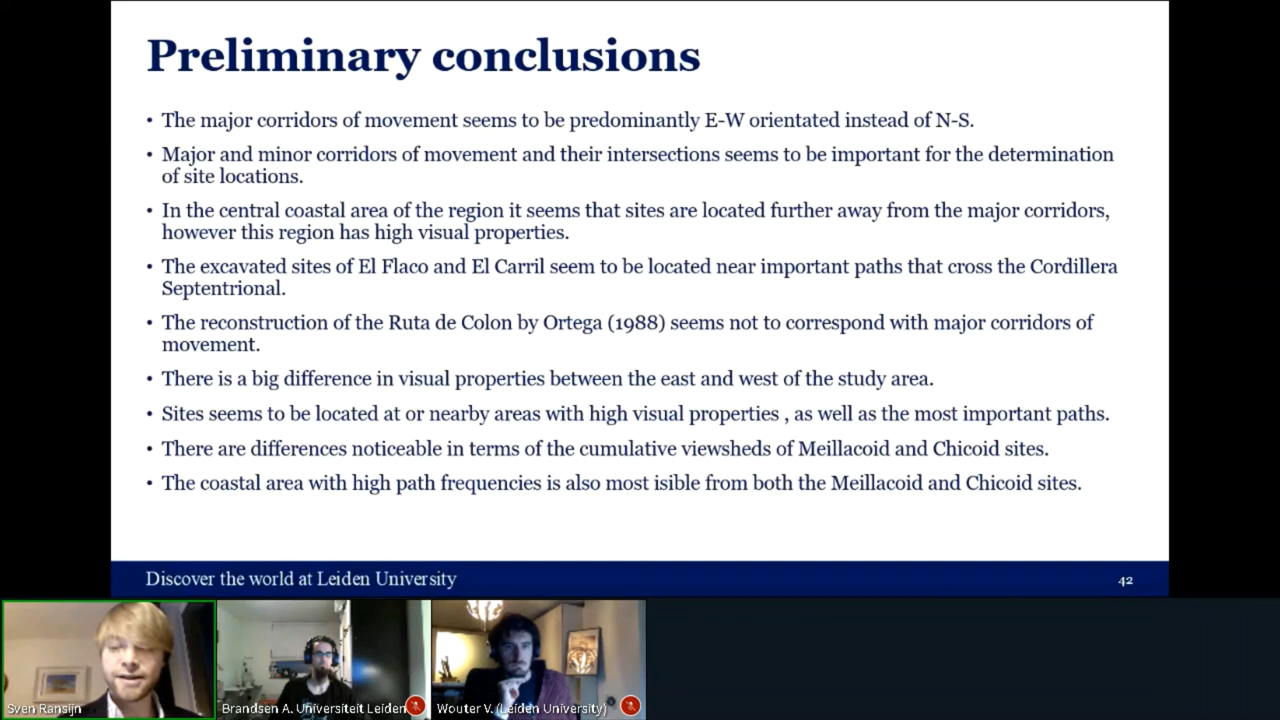 Preliminary conclusions
• The major corridors of movement seems to be predominantly E-W orientated instead of N-S.
• Major and minor corridors of movement and their intersections seems to be important for the determination
of site locations.
• In the central coastal area of the region it seems that sites are located further away from the major corridors,
however this region has high visual properties.
• The excavated sites of El Flaco and El Carril seem to be located near important paths that cross the Cordillera
Septentrional.
• The reconstruction of the Ruta de Colon by Ortega (1988) seems not to correspond with major corridors of
movement.
• There is a big difference in visual properties between the east and west of the study area.
• Sites seems to be located at or nearby areas with high visual properties , as well as the most important paths.
• There are differences noticeable in terms of the cumulative viewsheds of Meillacoid and Chicoid sites.
• The coastal area with high path frequencies is also most isible from both the Meillacoid and Chicoid sites.
Discover the world at Leiden University
42
Sven Ransijn
Brandsen A. Universiteit Leiden
Wouter V. (Leiden University)